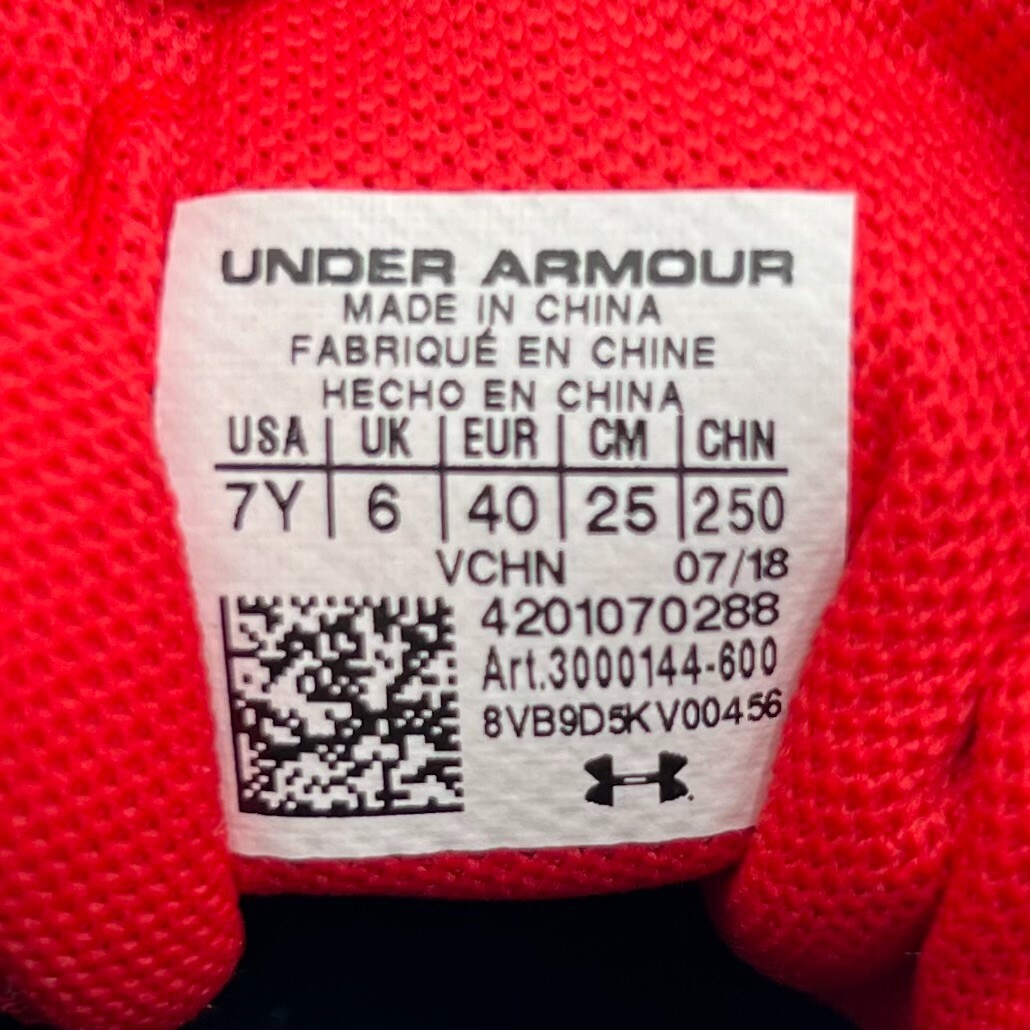 UNDER ARMOUR
MADE IN CHINA
FABRIQUÉ EN CHINE
HECHO EN CHINA
USA | UK | EUR | CM | CHN
7Y | 6 | 40 | 25 | 250
VCHN 07/18
4201070288
Art.3000144-600
8VB9D5KV00456